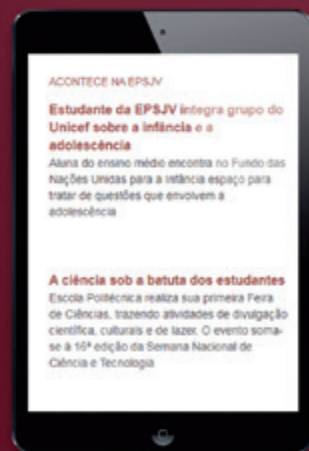 ACONTECE NA EPSJV
Estudante da EPSJV integra grupo do
Unicef sobre a infância e a
adolescência
Aluna do ensino médio encontra no Fundo das
Nações Unidas para a Infância espaço para
tratar de questões que envolvem a
adolescência
A ciência sob a batuta dos estudantes
Escola Politécnica realiza sua primeira Feira
de Ciências, trazendo atividades de divulgação
científica, culturais e de lazer. O evento soma-
se à 16ª edição da Semana Nacional de
Ciência e Tecnologia